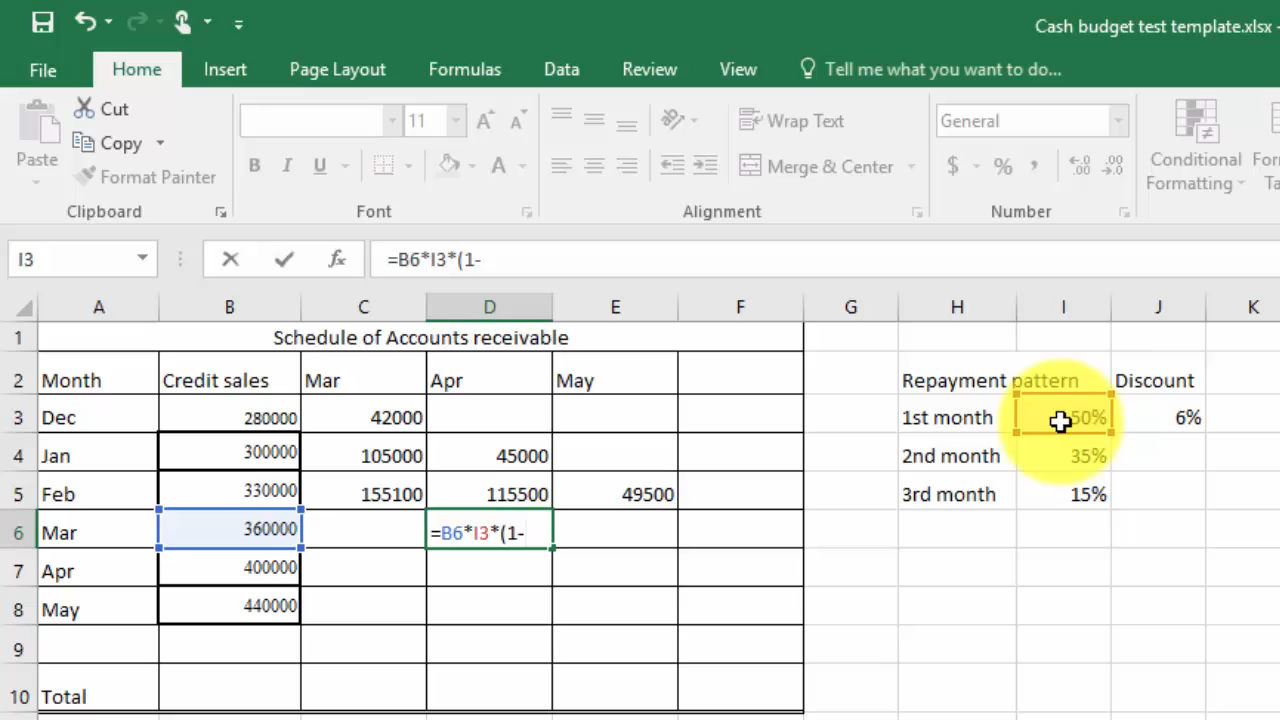 Cash budget test template.xlsx -
File Home Insert Page Layout Formulas Data Review View Tell me what you want to do...
Cut
Copy
Paste
Format Painter
11
B I U A
Wrap Text
Merge & Center
General
$ % ,
Conditional
Formatting
For
Ta
Clipboard Font Alignment Number
I3 fx =B6*I3*(1-
A B C D E F G H I J K
1 Schedule of Accounts receivable
2 Month Credit sales Mar Apr May Repayment pattern Discount
3 Dec 280000 42000 1st month 50% 6%
4 Jan 300000 105000 45000 2nd month 35%
5 Feb 330000 155100 115500 49500 3rd month 15%
6 Mar 360000 =B6*I3*(1-
7 Apr 400000
8 May 440000
9
10 Total